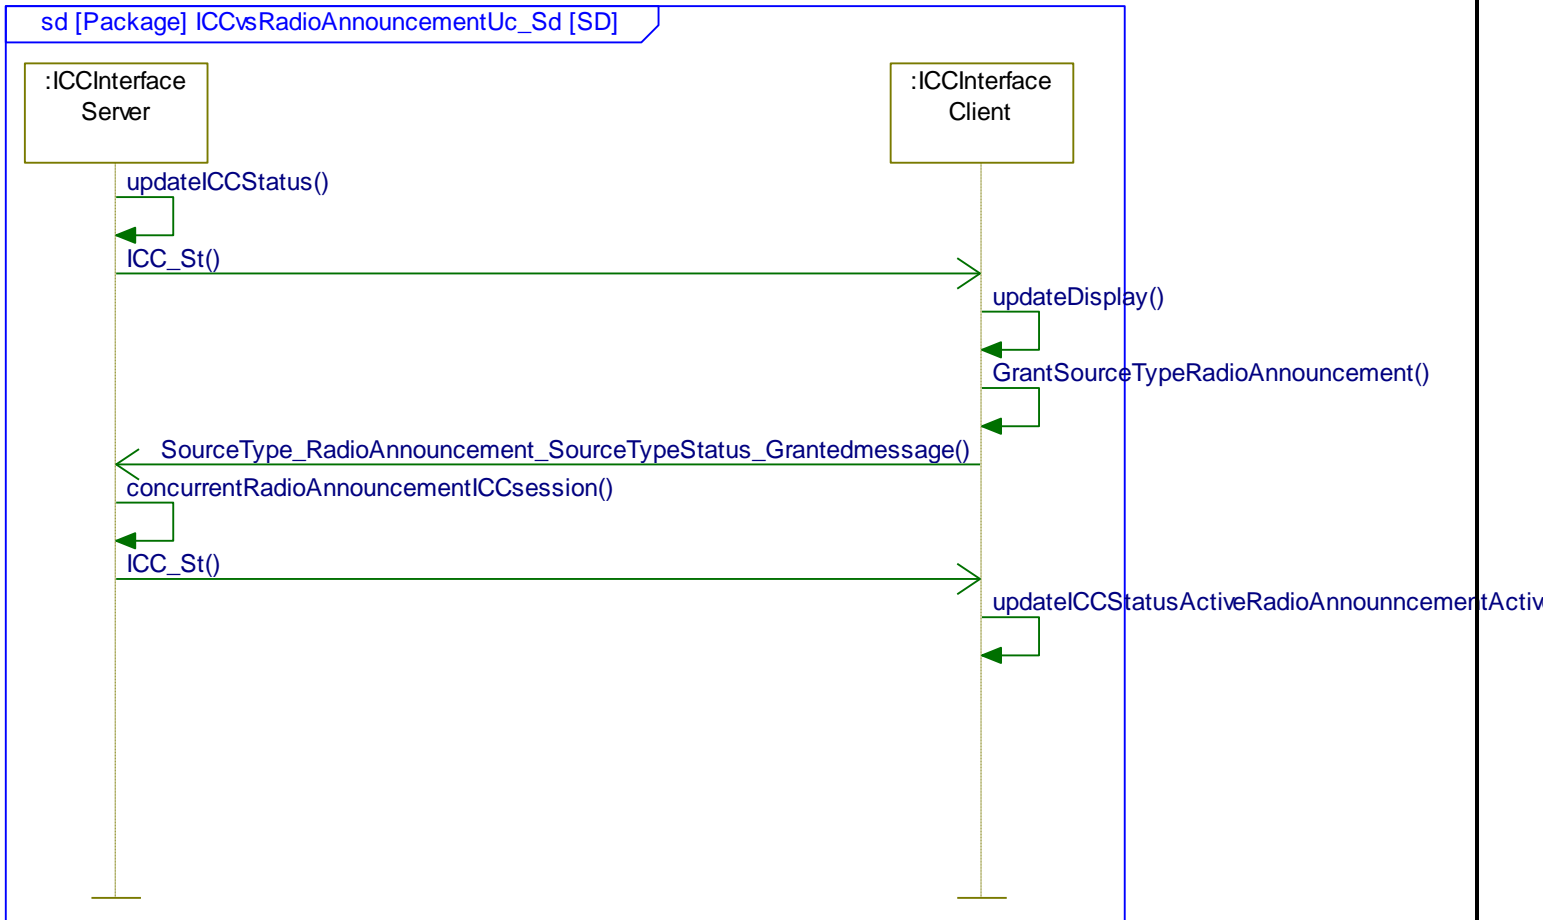 sd [Package] ICCvsRadioAnnouncementUc_Sd [SD]
:ICCInterface
Server
:ICCInterface
Client
updateICCStatus()
ICC_St()
updateDisplay()
GrantSourceTypeRadioAnnouncement()
SourceType_RadioAnnouncement_SourceTypeStatus_Grantedmessage()
concurrentRadioAnnouncementICCsession()
ICC_St()
updateICCStatusActiveRadioAnnounncementActiv